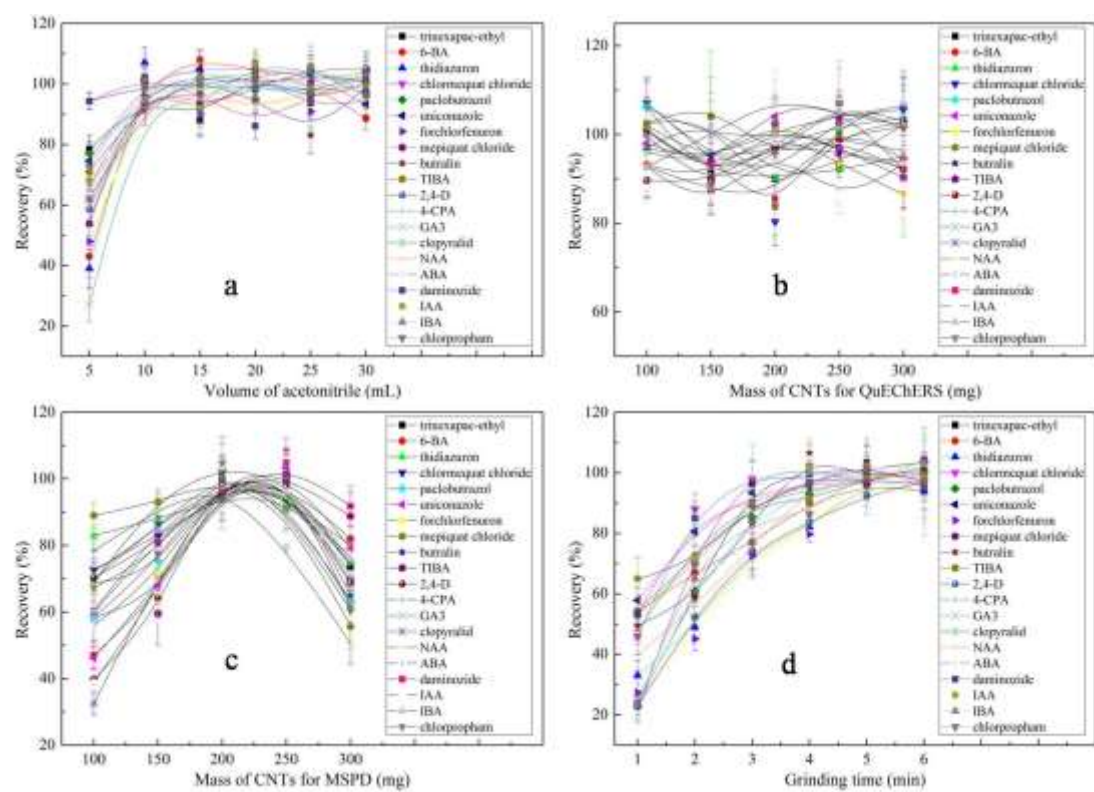 120
100
80
60
40
20
Recovery (%)
5 10 15 20 25 30
Volume of acetonitrile (mL)
a
trinexapac-ethyl
6-BA
thidiazuron
chlormequat chloride
paclobutrazol
uniconazole
forchlorfenuron
mepiquat chloride
butralin
TIBA
2,4-D
4-CPA
GA3
clopyralid
NAA
ABA
daminozide
IAA
IBA
chlorpropham
120
100
80
60
Recovery (%)
100 150 200 250 300
Mass of CNTs for QuEChERS (mg)
b
trinexapac-ethyl
6-BA
thidiazuron
chlormequat chloride
paclobutrazol
uniconazole
forchlorfenuron
mepiquat chloride
butralin
TIBA
2,4-D
4-CPA
GA3
clopyralid
NAA
ABA
daminozide
IAA
IBA
chlorpropham
120
100
80
60
40
20
Recovery (%)
100 150 200 250 300
Mass of CNTs for MSPD (mg)
c
trinexapac-ethyl
6-BA
thidiazuron
chlormequat chloride
paclobutrazol
uniconazole
forchlorfenuron
mepiquat chloride
butralin
TIBA
2,4-D
4-CPA
GA3
clopyralid
NAA
ABA
daminozide
IAA
IBA
chlorpropham
120
100
80
60
40
20
Recovery (%)
1 2 3 4 5 6
Grinding time (min)
d
trinexapac-ethyl
6-BA
thidiazuron
chlormequat chloride
paclobutrazol
uniconazole
forchlorfenuron
mepiquat chloride
butralin
TIBA
2,4-D
4-CPA
GA3
clopyralid
NAA
ABA
daminozide
IAA
IBA
chlorpropham